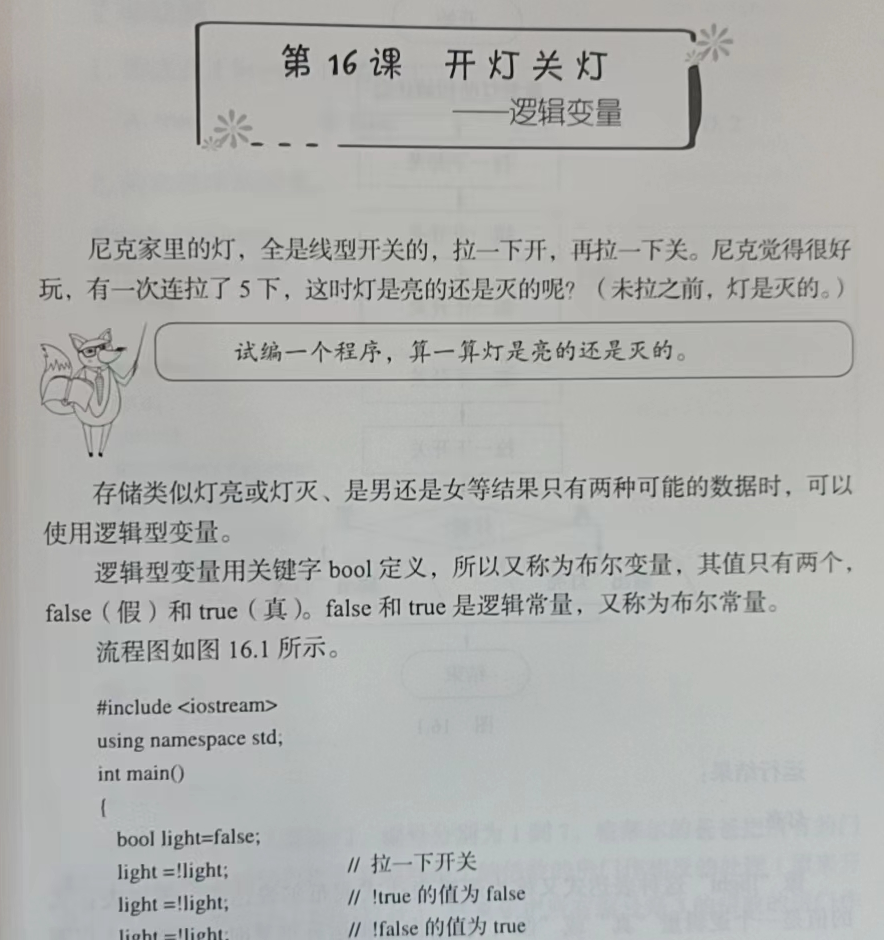 第 16 课 开灯关灯
——逻辑变量
尼克家里的灯，全是线型开关的，拉一下开，再拉一下关。尼克觉得很好
玩，有一次连拉了 5 下，这时灯是亮的还是灭的呢？（未拉之前，灯是灭的。）
试编一个程序，算一算灯是亮的还是灭的。
存储类似灯亮或灯灭、是男还是女等结果只有两种可能的数据时，可以
使用逻辑型变量。
逻辑型变量用关键字 bool 定义，所以又称为布尔变量，其值只有两个，
false（假）和 true（真）。false 和 true 是逻辑常量，又称为布尔常量。
流程图如图 16.1 所示。
#include <iostream>
using namespace std;
int main()
{
bool light=false;
light =!light; // 拉一下开关
light =!light; // !true 的值为 false
light =!light; // !false 的值为 true